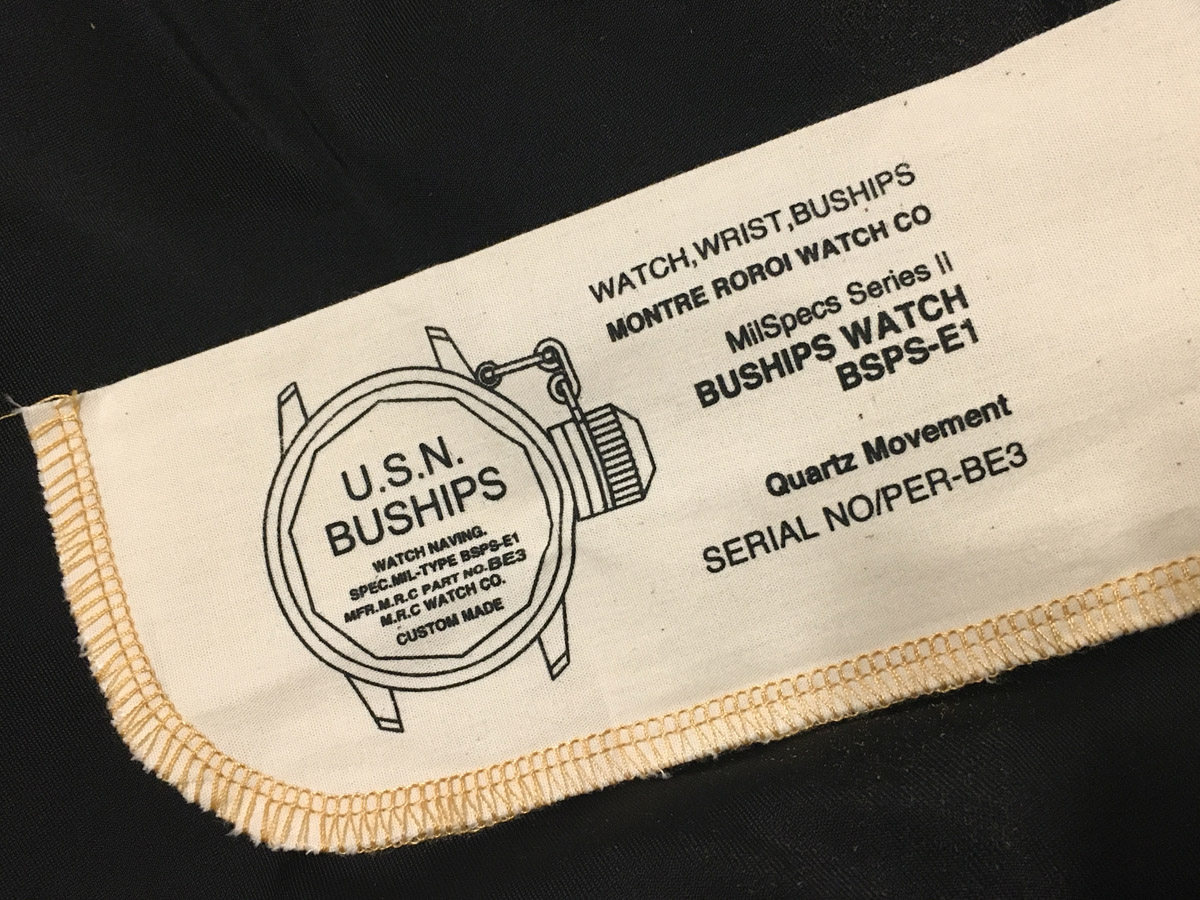 WATCH,WRIST,BUSHIPS
MONTRE ROROI WATCH CO
MilSpecs Series II
BUSHIPS WATCH
BSPS-E1
Quartz Movement
SERIAL NO/PER-BE3
U.S.N.
BUSHIPS
WATCH NAVING.
SPEC.MIL-TYPE BSPS-E1
MFR.M.R.C PART NO.BE3
M.R.C WATCH CO.
CUSTOM MADE